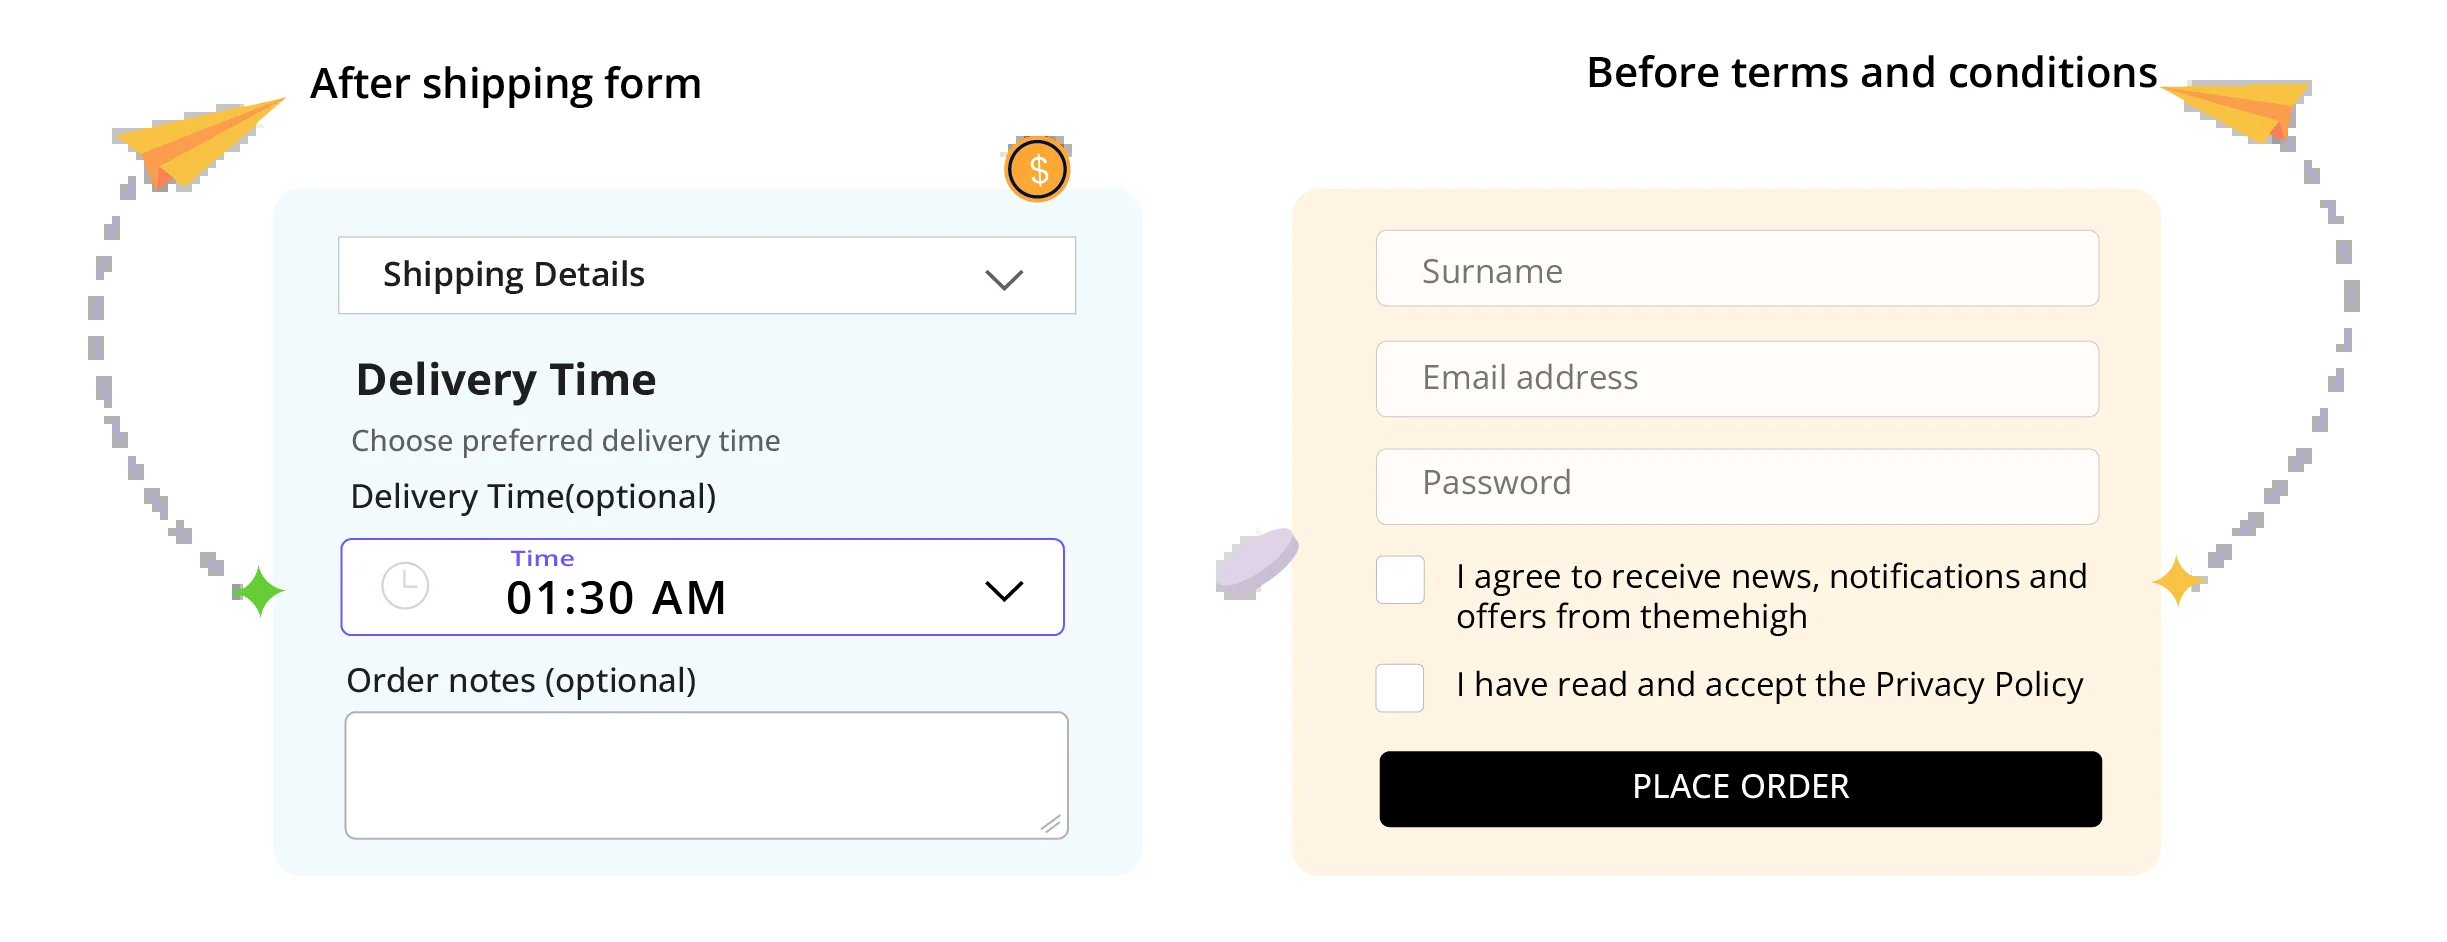 After shipping form
$
Shipping Details
Delivery Time
Choose preferred delivery time
Delivery Time(optional)
Time
01:30 AM
Order notes (optional)
Before terms and conditions
Surname
Email address
Password
I agree to receive news, notifications and
offers from themehigh
I have read and accept the Privacy Policy
PLACE ORDER